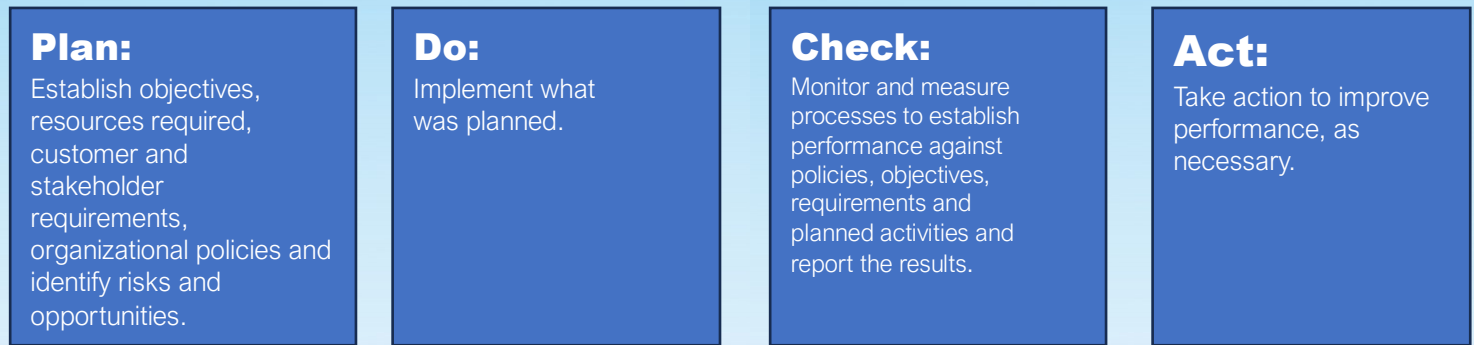 Plan:
Establish objectives,
resources required,
customer and
stakeholder
requirements,
organizational policies and
identify risks and
opportunities.
Do:
Implement what
was planned.
Check:
Monitor and measure
processes to establish
performance against
policies, objectives,
requirements and
planned activities and
report the results.
Act:
Take action to improve
performance, as
necessary.